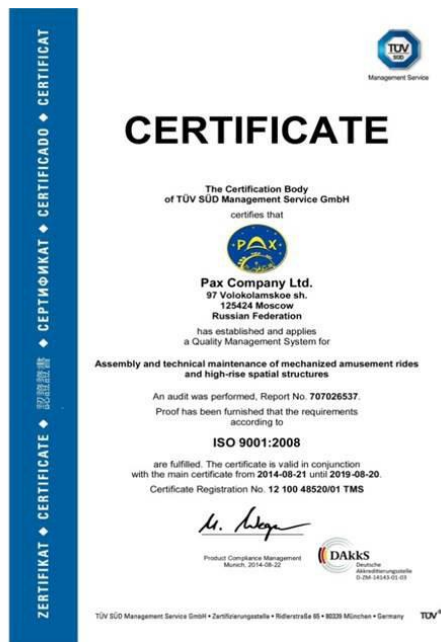 TÜV
SÜD
Management Service
CERTIFICATE
The Certification Body
of TÜV SÜD Management Service GmbH
certifies that
PAX
Pax Company Ltd.
97 Volokolamskoe sh.
125424 Moscow
Russian Federation
has established and applies
a Quality Management System for
Assembly and technical maintenance of mechanized amusement rides
and high-rise spatial structures
An audit was performed, Report No. 707026537.
Proof has been furnished that the requirements
according to
ISO 9001:2008
are fulfilled. The certificate is valid in conjunction
with the main certificate from 2014-08-21 until 2019-08-20.
Certificate Registration No. 12 100 48520/01 TMS
Product Compliance Management
Munich, 2014-08-22
DAkkS
Deutsche
Akkreditierungsstelle
D-ZM-14143-01-03
TÜV SÜD Management Service GmbH • Zertifizierungsstelle • Ridlerstraße 65 • 80339 München • Germany
TÜV®
ZERTIFIKAT ◆ CERTIFICATE ◆ 認證證書 ◆ СЕРТИФИКАТ ◆ CERTIFICADO ◆ CERTIFICAT